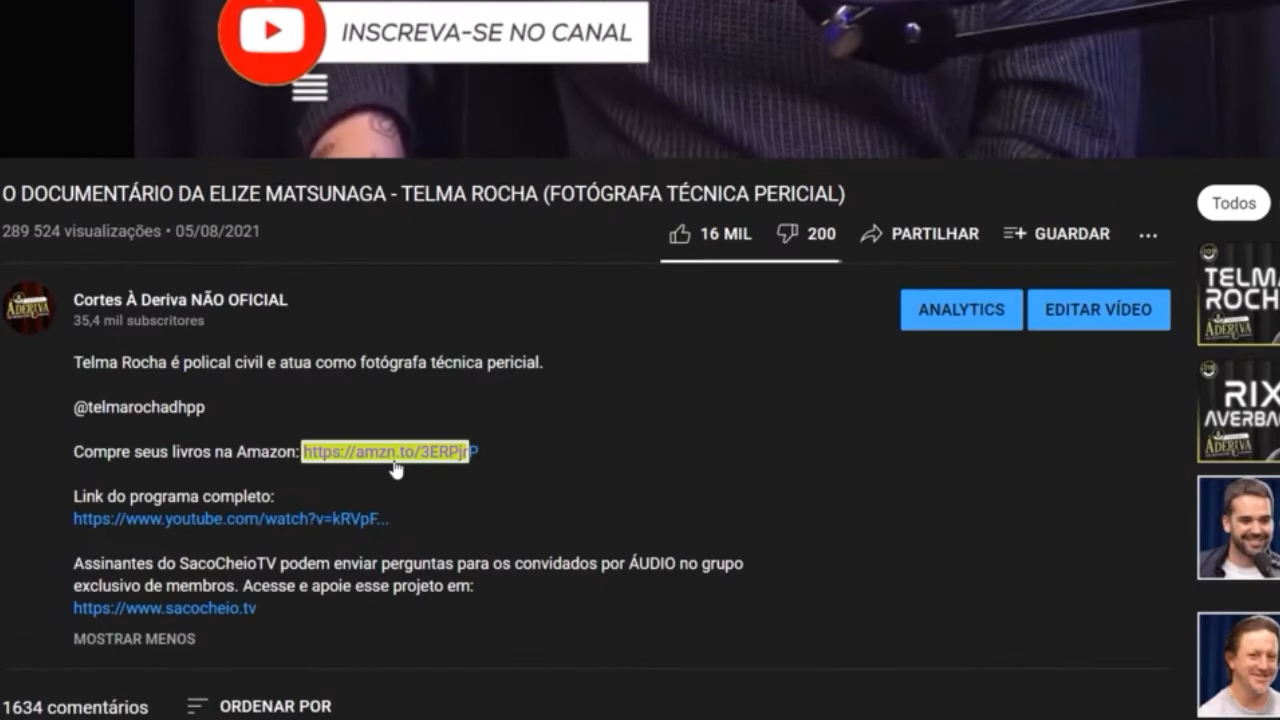 INSCREVA-SE NO CANAL
O DOCUMENTÁRIO DA ELIZE MATSUNAGA - TELMA ROCHA (FOTÓGRAFA TÉCNICA PERICIAL)
289 524 visualizações • 05/08/2021
16 MIL 200 PARTILHAR GUARDAR ...
Todos
Cortes À Deriva NÃO OFICIAL
35,4 mil subscritores
ANALYTICS EDITAR VÍDEO
TELMA
ROCHA
ÀDERIVA
Telma Rocha é polical civil e atua como fotógrafa técnica pericial.
@telmarochadhpp
RIX
AVERBA
ÀDERIVA
Compre seus livros na Amazon: https://amzn.to/3ERPjrP
Link do programa completo:
https://www.youtube.com/watch?v=kRVpF...
Assinantes do SacoCheioTV podem enviar perguntas para os convidados por ÁUDIO no grupo
exclusivo de membros. Acesse e apoie esse projeto em:
https://www.sacocheio.tv
MOSTRAR MENOS
1634 comentários ORDENAR POR